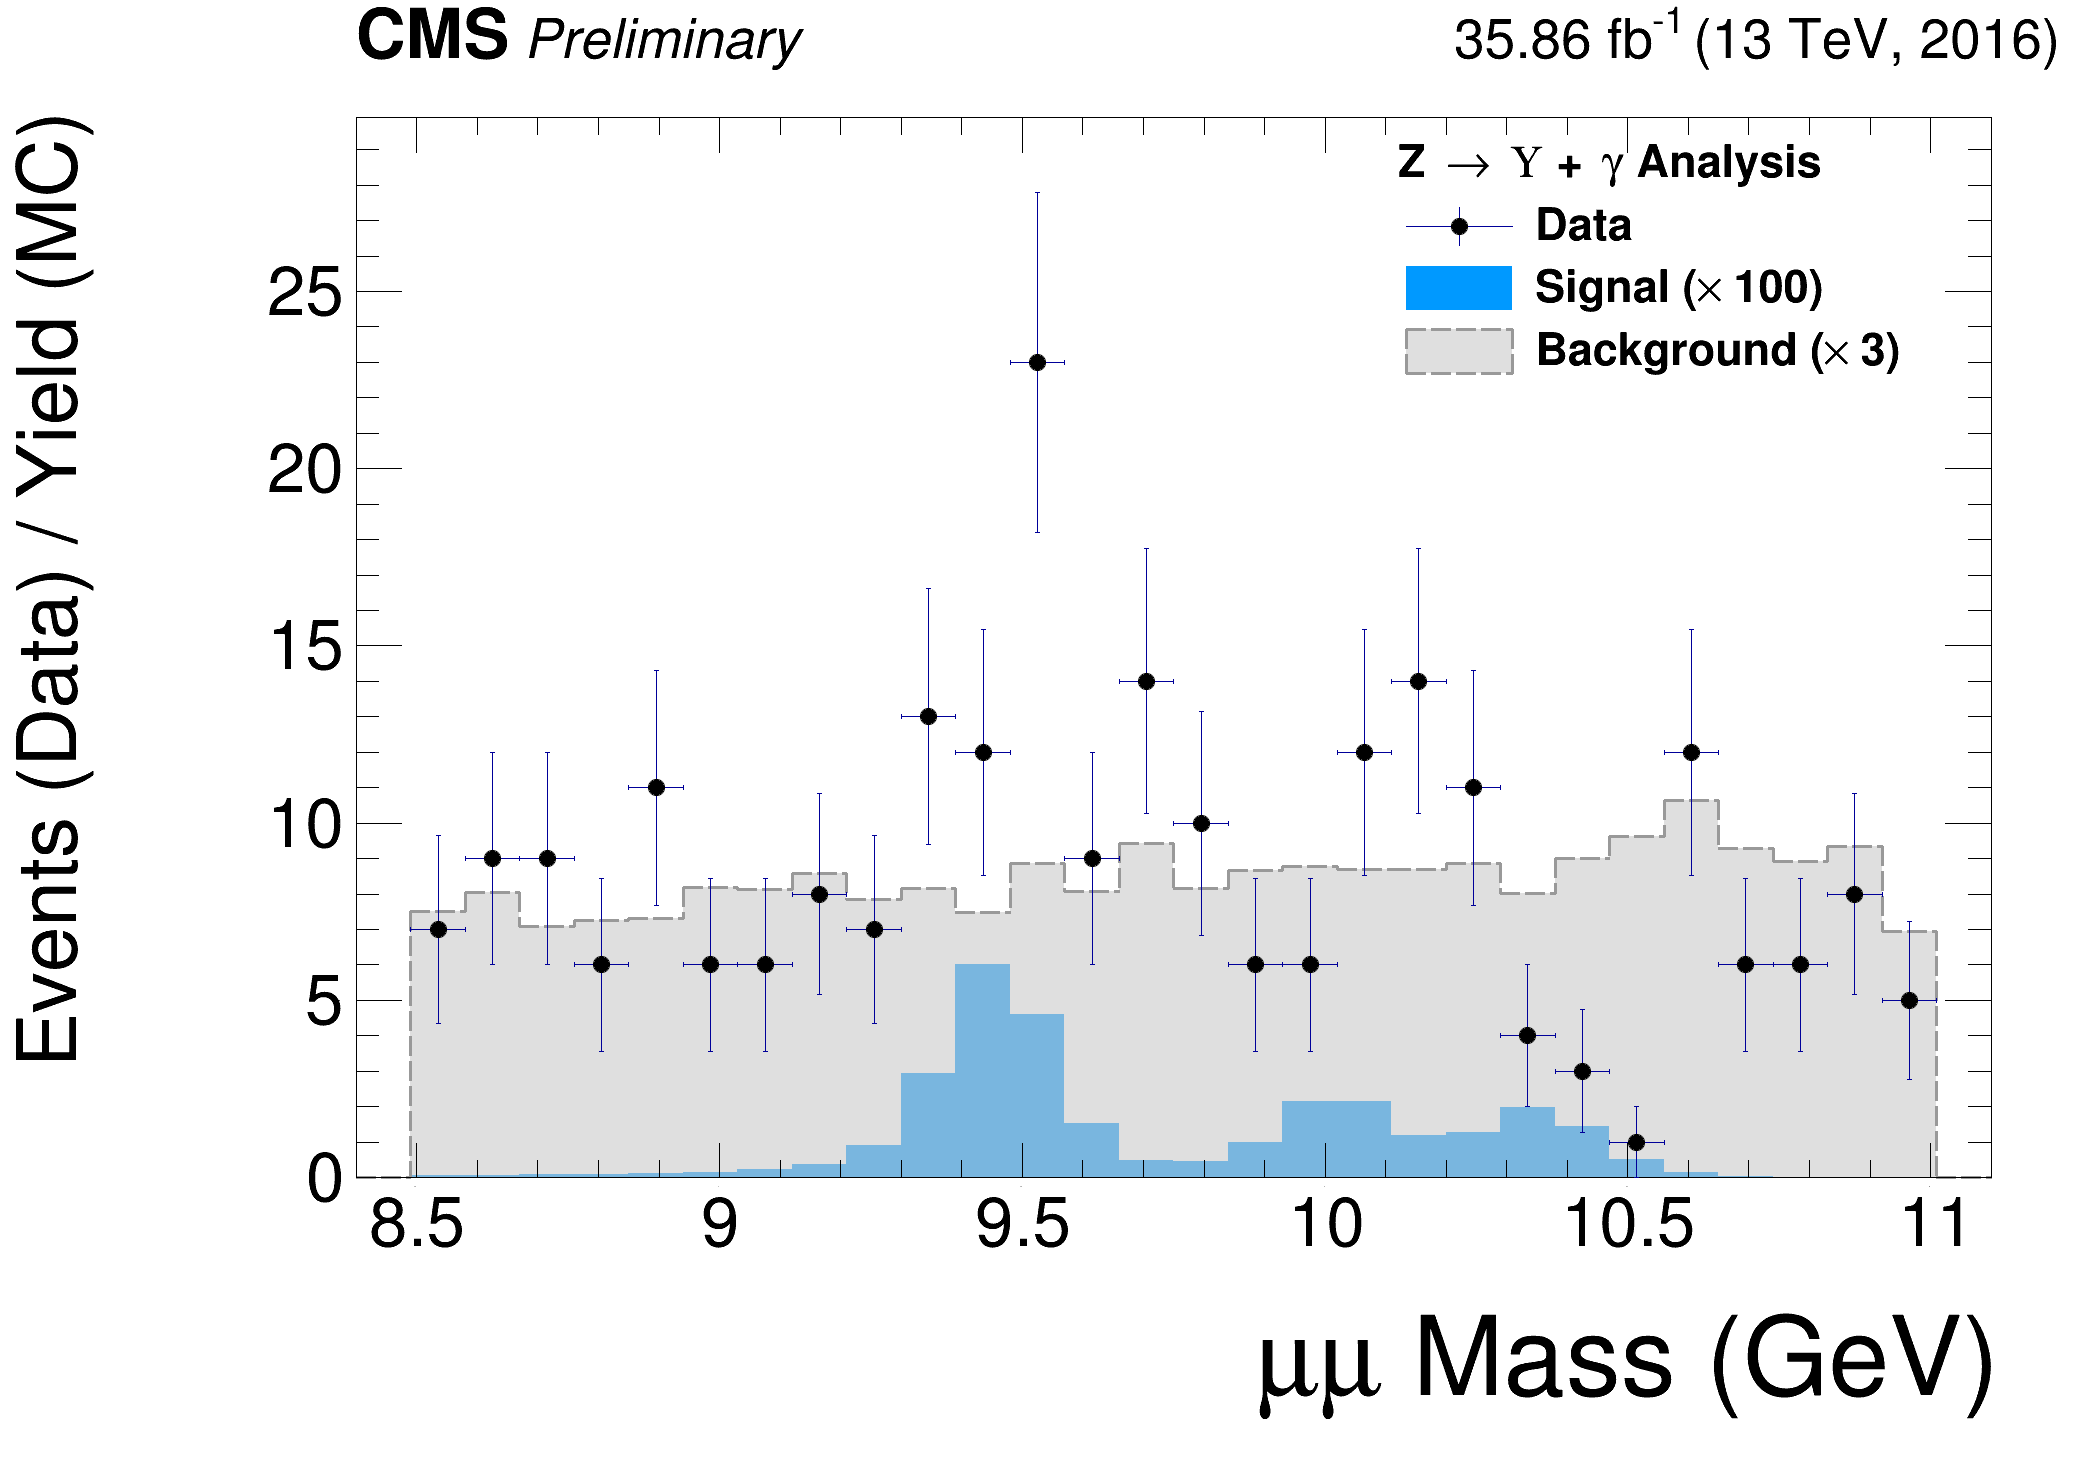 CMS Preliminary
35.86 fb⁻¹ (13 TeV, 2016)
Events (Data) / Yield (MC)
Z → Υ + γ Analysis
Data
Signal (× 100)
Background (× 3)
25
20
15
10
5
0
8.5 9 9.5 10 10.5 11
μμ Mass (GeV)